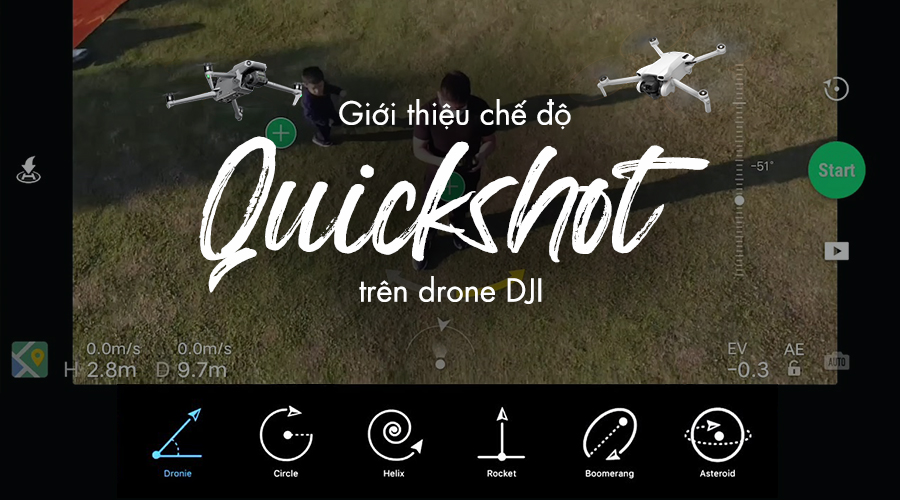 Giới thiệu chế độ
Quickshot
trên drone DJI
Start
-51°
0.0m/s 0.0m/s
H 2.8m D 9.7m
EV AE
-0.3
AUTO
Dronie Circle Helix Rocket Boomerang Asteroid